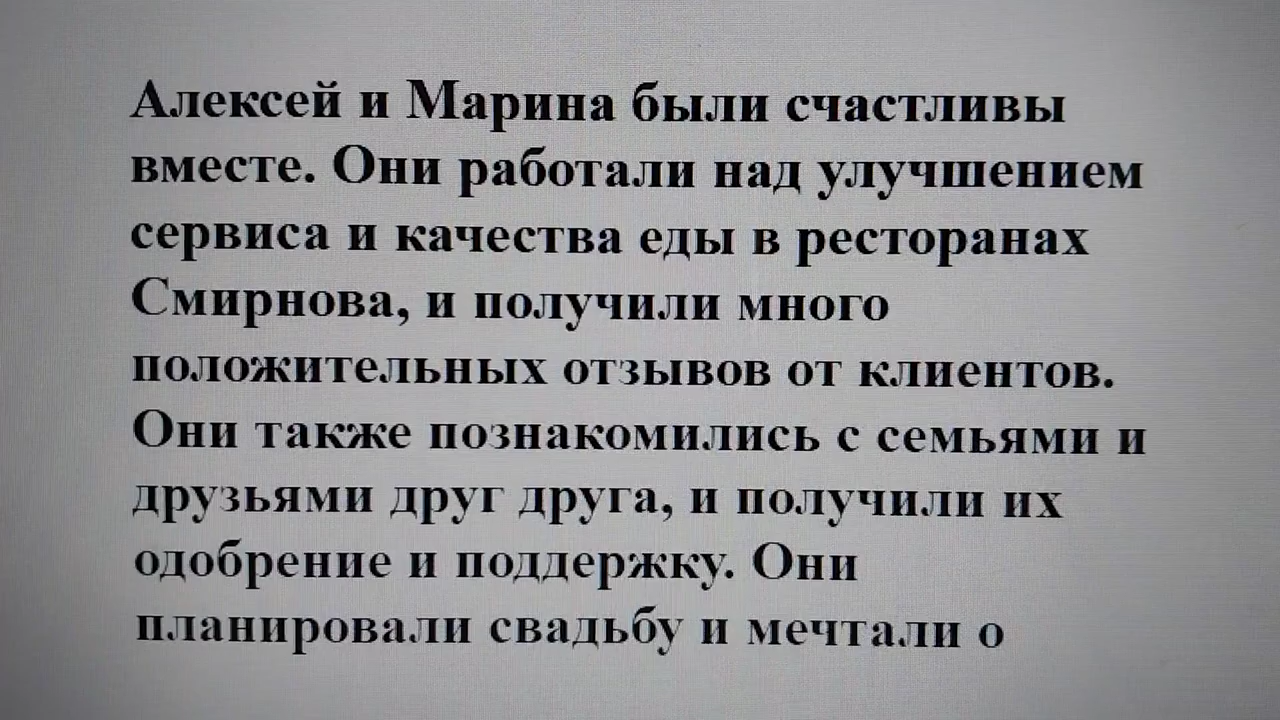 Алексей и Марина были счастливы
вместе. Они работали над улучшением
сервиса и качества еды в ресторанах
Смирнова, и получили много
положительных отзывов от клиентов.
Они также познакомились с семьями и
друзьями друг друга, и получили их
одобрение и поддержку. Они
планировали свадьбу и мечтали о